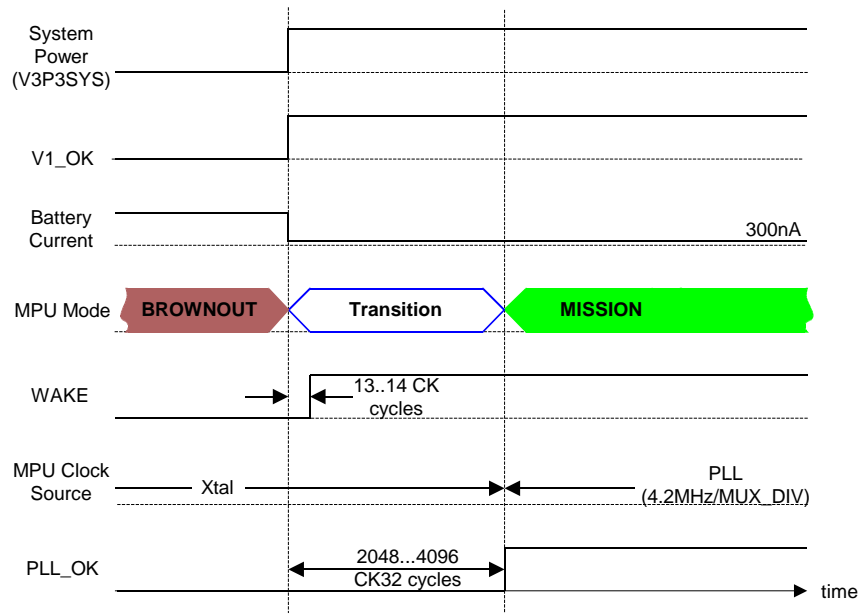 System
Power
(V3P3SYS)
V1_OK
Battery
Current
300nA
MPU Mode
BROWNOUT
Transition
MISSION
WAKE
13..14 CK
cycles
MPU Clock
Source
Xtal
PLL
(4.2MHz/MUX_DIV)
PLL_OK
2048...4096
CK32 cycles
time